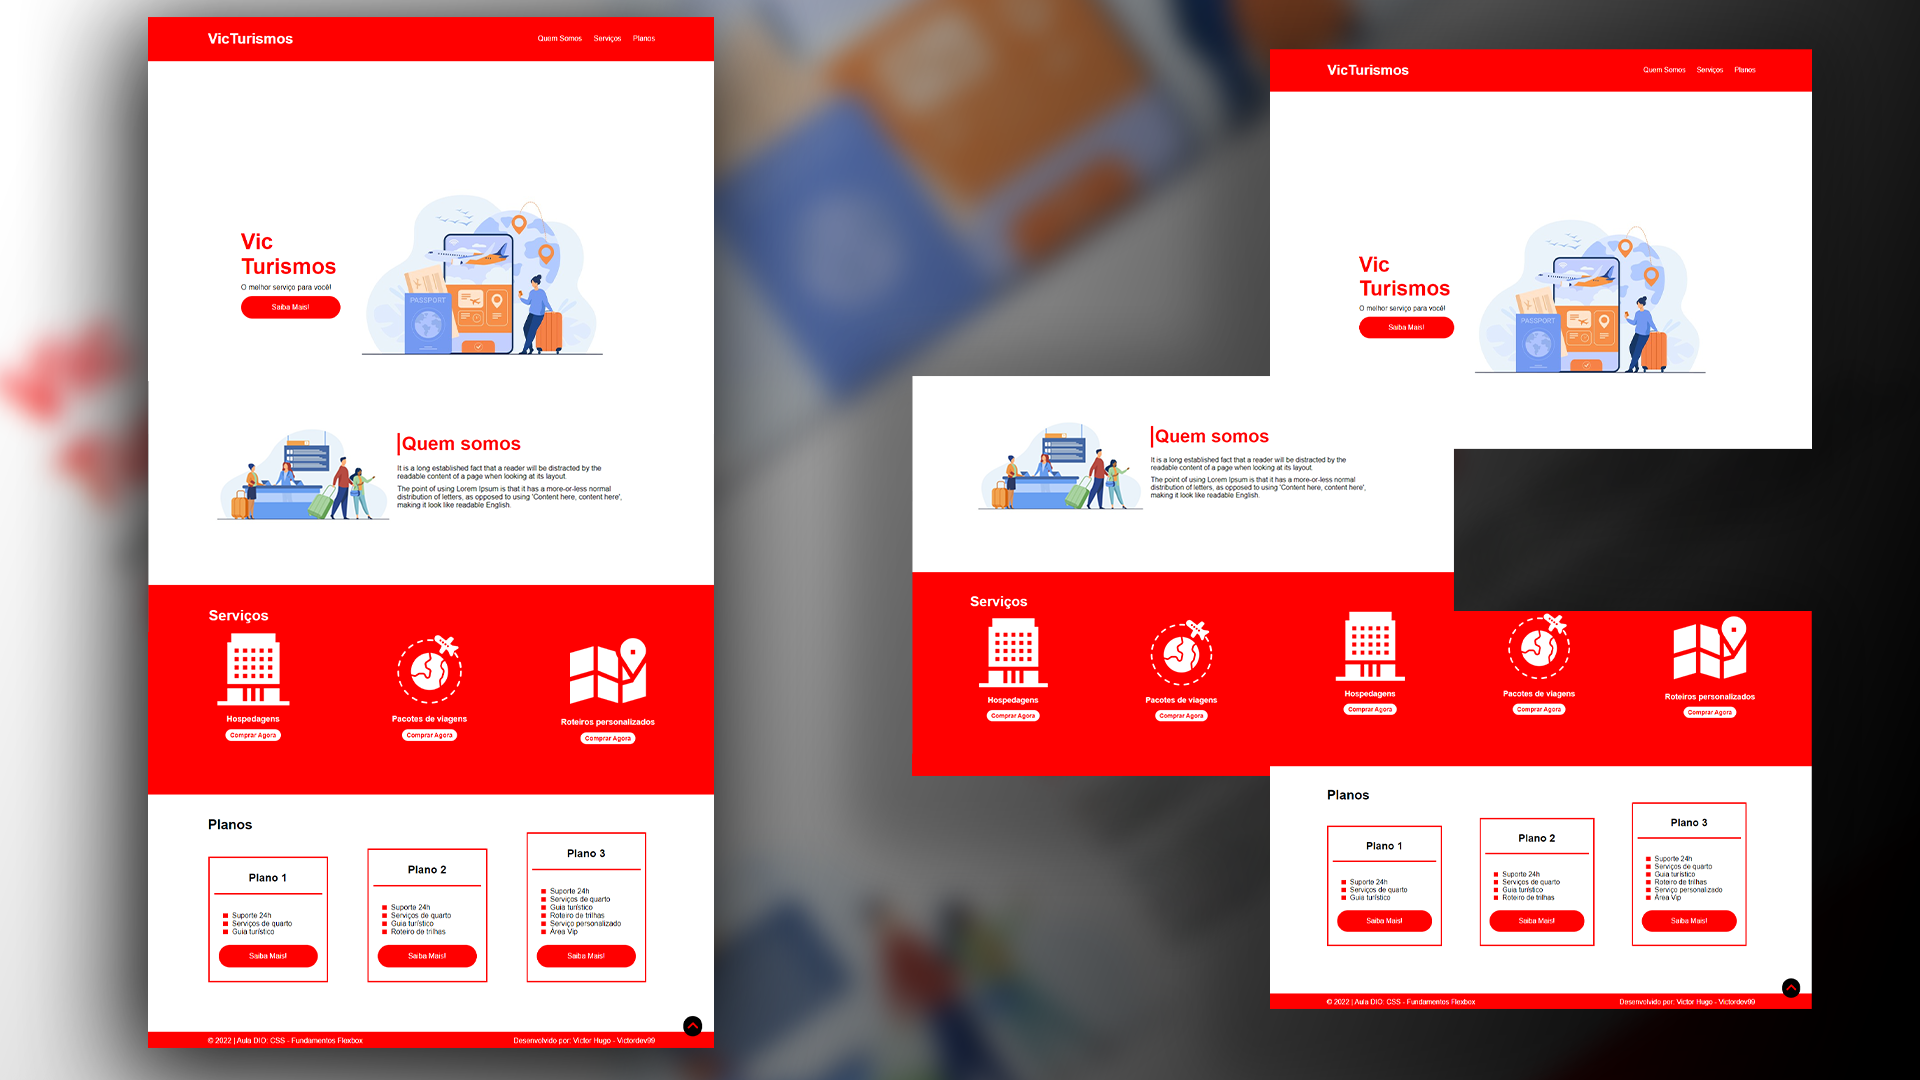 VicTurismos
Quem Somos Serviços Planos
Vic
Turismos
O melhor serviço para você!
Saiba Mais!
PASSPORT
Quem somos
It is a long established fact that a reader will be distracted by the
readable content of a page when looking at its layout.
The point of using Lorem Ipsum is that it has a more-or-less normal
distribution of letters, as opposed to using 'Content here, content here',
making it look like readable English.
Serviços
Hospedagens
Comprar Agora
Pacotes de viagens
Comprar Agora
Roteiros personalizados
Comprar Agora
Planos
Plano 1
Suporte 24h
Serviços de quarto
Guia turístico
Saiba Mais!
Plano 2
Suporte 24h
Serviços de quarto
Guia turístico
Roteiro de trilhas
Saiba Mais!
Plano 3
Suporte 24h
Serviços de quarto
Guia turístico
Roteiro de trilhas
Serviço personalizado
Área Vip
Saiba Mais!
© 2022 | Aula DIO: CSS - Fundamentos Flexbox
Desenvolvido por: Victor Hugo - Victordev99
VicTurismos
Quem Somos Serviços Planos
Vic
Turismos
O melhor serviço para você!
Saiba Mais!
PASSPORT
Quem somos
It is a long established fact that a reader will be distracted by the
readable content of a page when looking at its layout.
The point of using Lorem Ipsum is that it has a more-or-less normal
distribution of letters, as opposed to using 'Content here, content here',
making it look like readable English.
Serviços
Hospedagens
Comprar Agora
Pacotes de viagens
Comprar Agora
Hospedagens
Comprar Agora
Pacotes de viagens
Comprar Agora
Roteiros personalizados
Comprar Agora
Planos
Plano 1
Suporte 24h
Serviços de quarto
Guia turístico
Saiba Mais!
Plano 2
Suporte 24h
Serviços de quarto
Guia turístico
Roteiro de trilhas
Saiba Mais!
Plano 3
Suporte 24h
Serviços de quarto
Guia turístico
Roteiro de trilhas
Serviço personalizado
Área Vip
Saiba Mais!
© 2022 | Aula DIO: CSS - Fundamentos Flexbox
Desenvolvido por: Victor Hugo - Victordev99